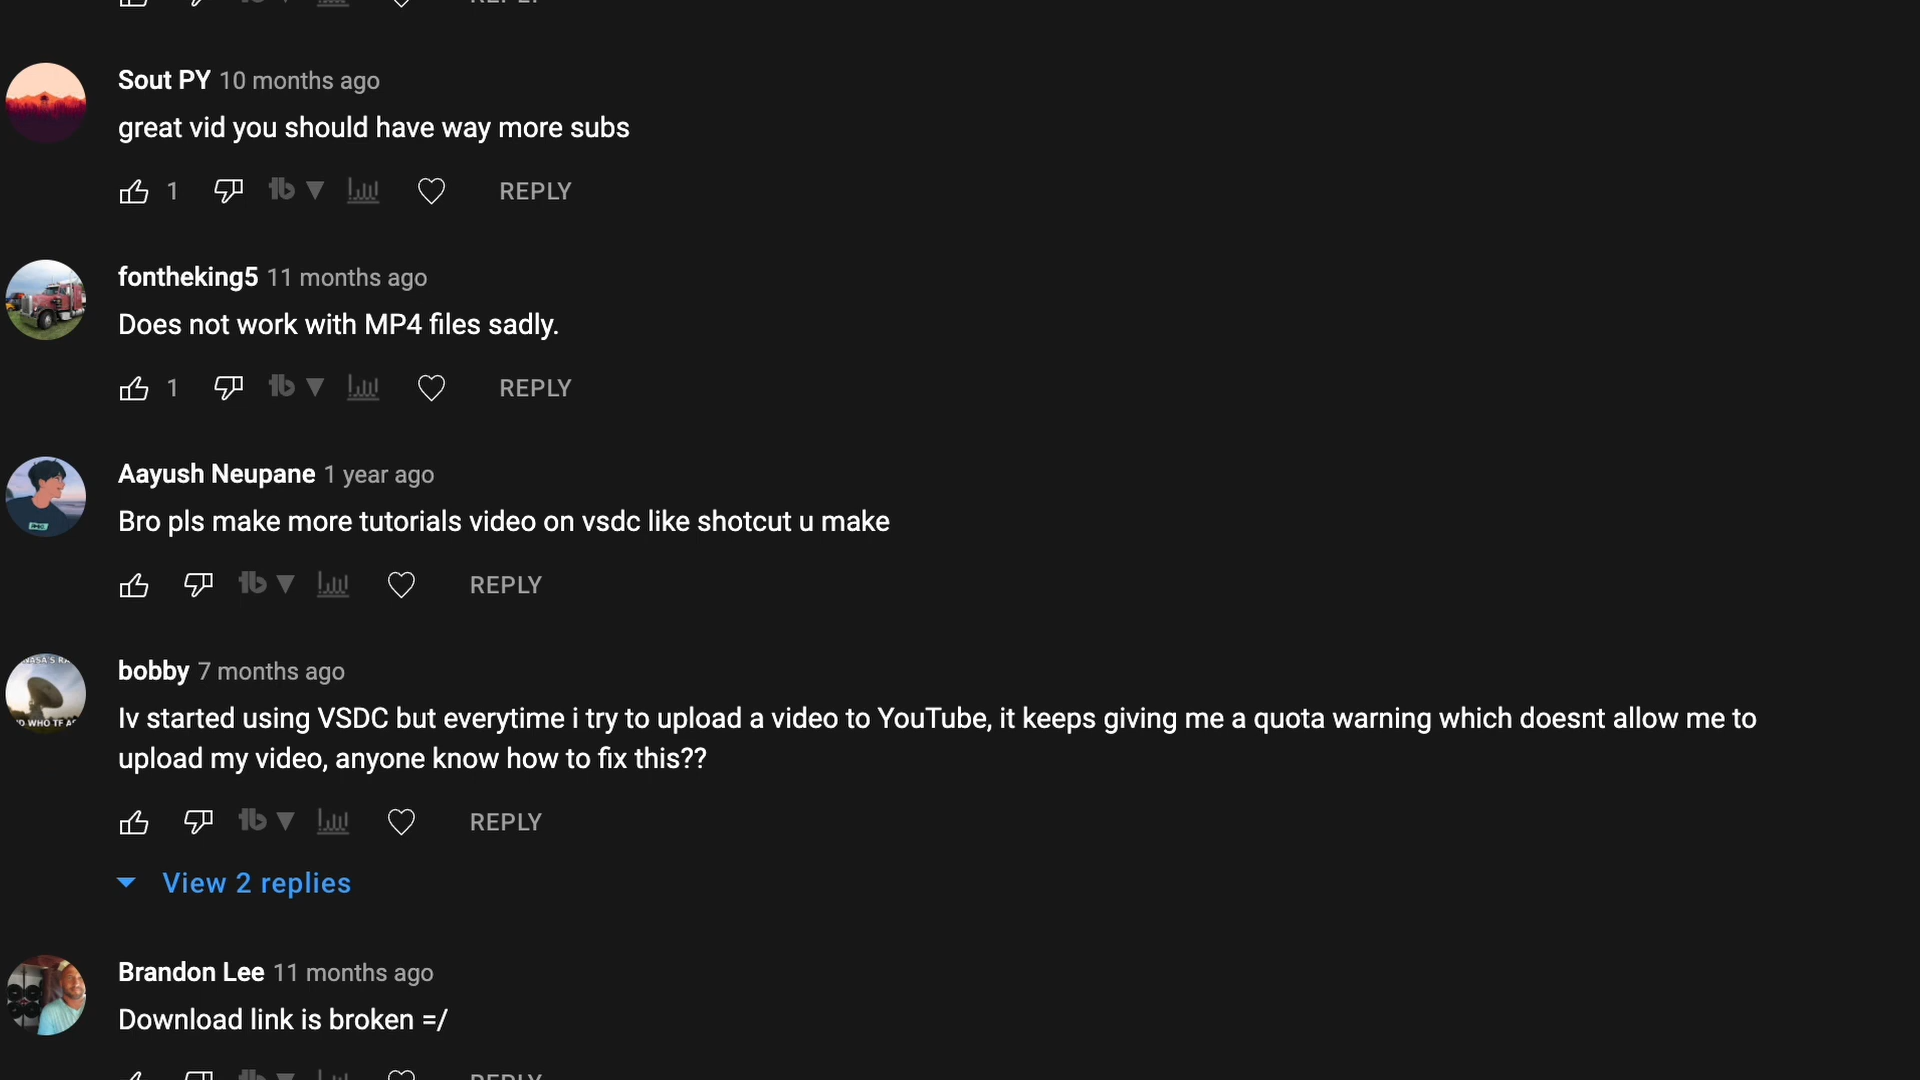 Sout PY 10 months ago
great vid you should have way more subs
1 REPLY
fontheking5 11 months ago
Does not work with MP4 files sadly.
1 REPLY
Aayush Neupane 1 year ago
Bro pls make more tutorials video on vsdc like shotcut u make
REPLY
bobby 7 months ago
Iv started using VSDC but everytime i try to upload a video to YouTube, it keeps giving me a quota warning which doesnt allow me to
upload my video, anyone know how to fix this??
REPLY
View 2 replies
Brandon Lee 11 months ago
Download link is broken =/
REPLY